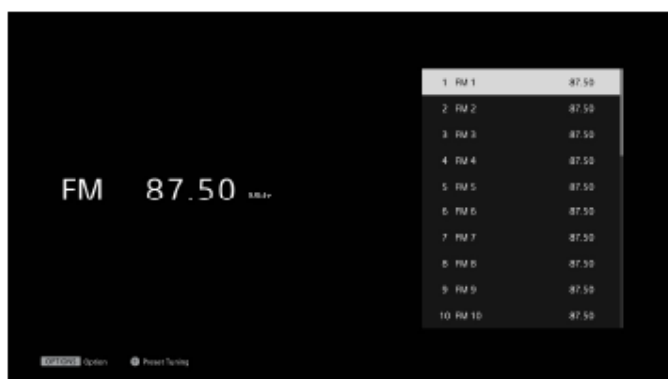 FM 87.50
1 FM 1 87.50
2 FM 2 87.50
3 FM 3 87.50
4 FM 4 87.50
5 FM 5 87.50
6 FM 6 87.50
7 FM 7 87.50
8 FM 8 87.50
9 FM 9 87.50
10 FM 10 87.50
OPTIONS Option Preset Tuning